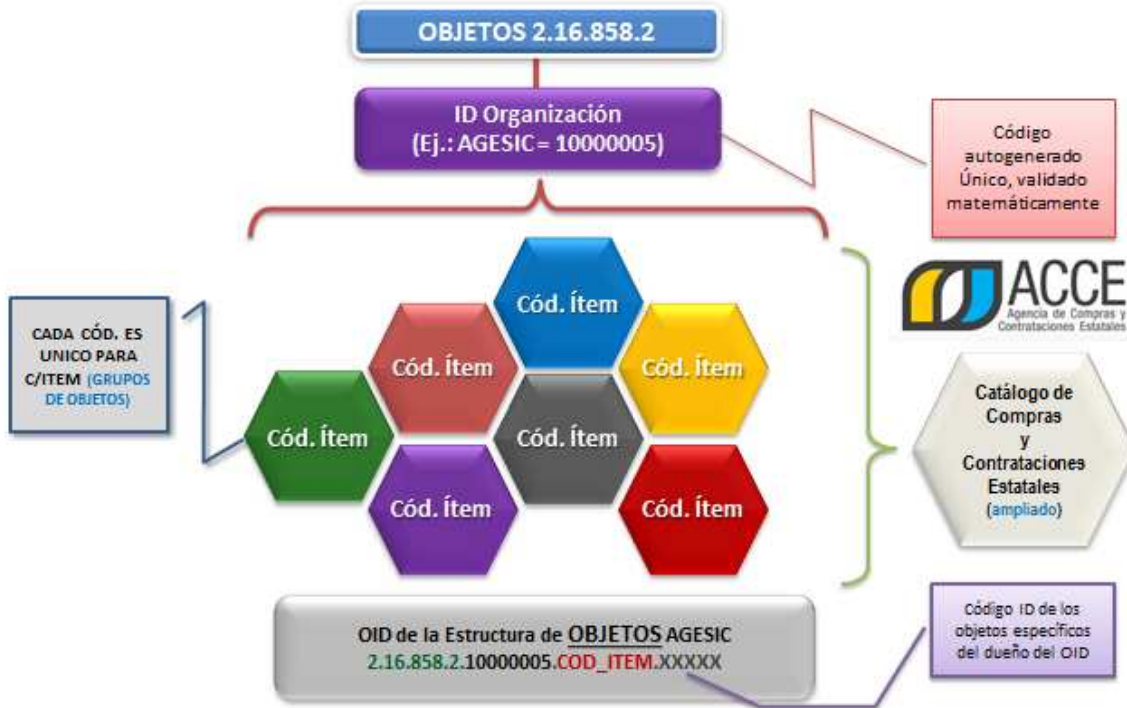 OBJETOS 2.16.858.2
ID Organización
(Ej.: AGESIC = 10000005)
Código
autogenerado
Único, validado
matemáticamente
ACCE
Agencia de Compras y
Contrataciones Estatales
CADA CÓD. ES
UNICO PARA
C/ITEM (GRUPOS
DE OBJETOS)
Cód. Ítem
Cód. Ítem
Cód. Ítem
Cód. Ítem
Cód. Ítem
Cód. Ítem
Cód. Ítem
Catálogo de
Compras
y
Contrataciones
Estatales
(ampliado)
OID de la Estructura de OBJETOS AGESIC
2.16.858.2.10000005.COD_ITEM.XXXXX
Código ID de los
objetos específicos
del dueño del OID